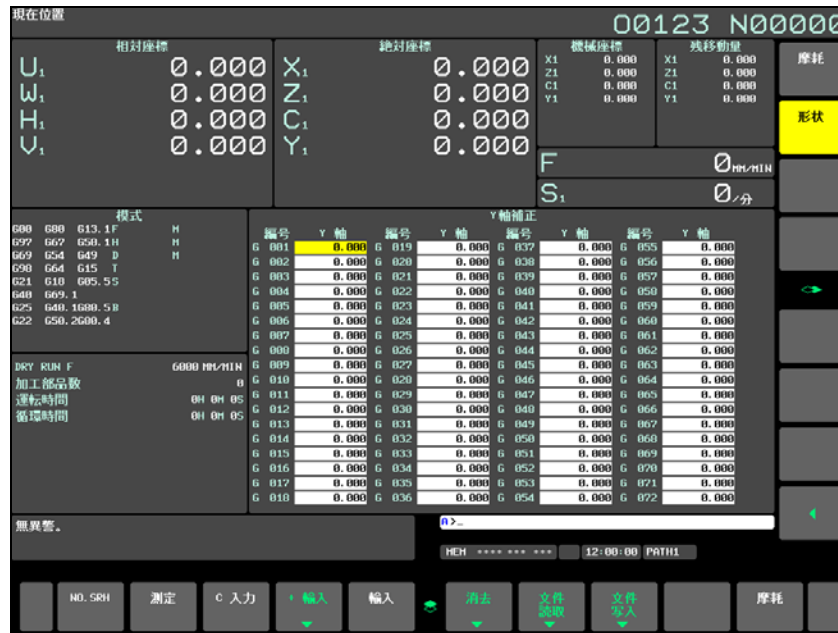 現在位置
O0123 N00000
相対座標
U1 0.000
W1 0.000
H1 0.000
V1 0.000
絶対座標
X1 0.000
Z1 0.000
C1 0.000
Y1 0.000
機械座標
X1 0.000
Z1 0.000
C1 0.000
Y1 0.000
残移動量
X1 0.000
Z1 0.000
C1 0.000
Y1 0.000
F 0MM/MIN
S1 0/分
摩耗
形状
模式
G00 G80 G13.1F M
G97 G67 G50.1H M
G69 G54 G49 D M
G98 G64 G15 T
G21 G18 G05.5S
G40 G69.1
G25 G40.1G80.5B
G22 G50.2G00.4
DRY RUN F 6000 MM/MIN
加工部品数 0
運転時間 0H 0M 0S
循環時間 0H 0M 0S
Y軸補正
編号 Y 軸 編号 Y 軸 編号 Y 軸 編号 Y 軸
G 001 0.000 G 019 0.000 G 037 0.000 G 055 0.000
G 002 0.000 G 020 0.000 G 038 0.000 G 056 0.000
G 003 0.000 G 021 0.000 G 039 0.000 G 057 0.000
G 004 0.000 G 022 0.000 G 040 0.000 G 058 0.000
G 005 0.000 G 023 0.000 G 041 0.000 G 059 0.000
G 006 0.000 G 024 0.000 G 042 0.000 G 060 0.000
G 007 0.000 G 025 0.000 G 043 0.000 G 061 0.000
G 008 0.000 G 026 0.000 G 044 0.000 G 062 0.000
G 009 0.000 G 027 0.000 G 045 0.000 G 063 0.000
G 010 0.000 G 028 0.000 G 046 0.000 G 064 0.000
G 011 0.000 G 029 0.000 G 047 0.000 G 065 0.000
G 012 0.000 G 030 0.000 G 048 0.000 G 066 0.000
G 013 0.000 G 031 0.000 G 049 0.000 G 067 0.000
G 014 0.000 G 032 0.000 G 050 0.000 G 068 0.000
G 015 0.000 G 033 0.000 G 051 0.000 G 069 0.000
G 016 0.000 G 034 0.000 G 052 0.000 G 070 0.000
G 017 0.000 G 035 0.000 G 053 0.000 G 071 0.000
G 018 0.000 G 036 0.000 G 054 0.000 G 072 0.000
無異警。
A>_
MEM **** *** *** 12:00:00 PATH1
NO.SRH
測定
C 入力
+ 輸入
輸入
消去
文件
読取
文件
写入
摩耗